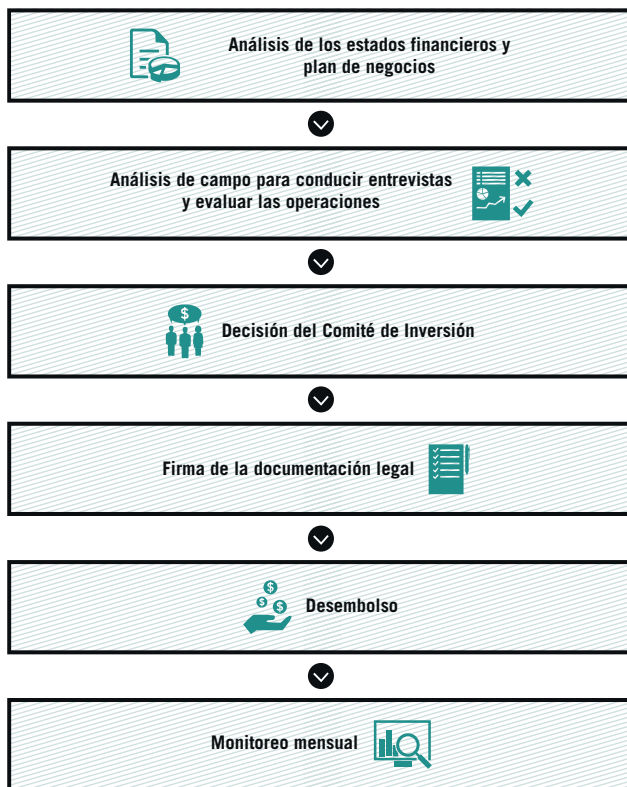 Análisis de los estados financieros y
plan de negocios
Análisis de campo para conducir entrevistas
y evaluar las operaciones
$
Decisión del Comité de Inversión
Firma de la documentación legal
$
$ $
Desembolso
Monitoreo mensual